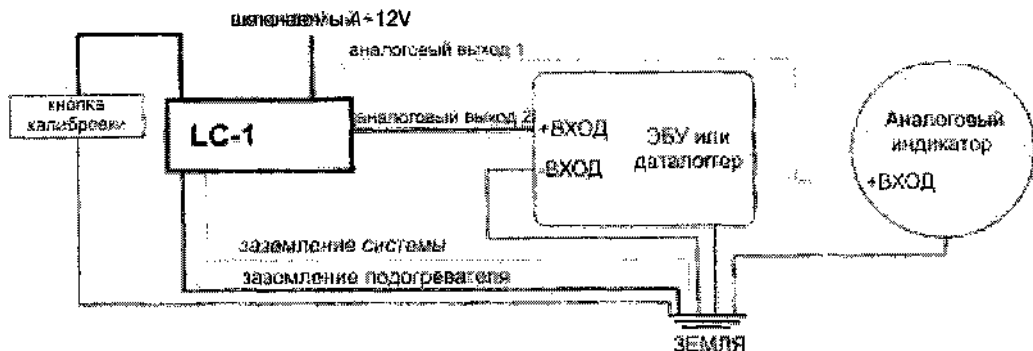 +12V
аналоговый выход 1
кнопка
калибровки
LC-1
аналоговый выход 2
+ВХОД
-ВХОД
ЭБУ или
даталоггер
Аналоговый
индикатор
+ВХОД
заземление системы
заземление подогревателя
ЗЕМЛЯ